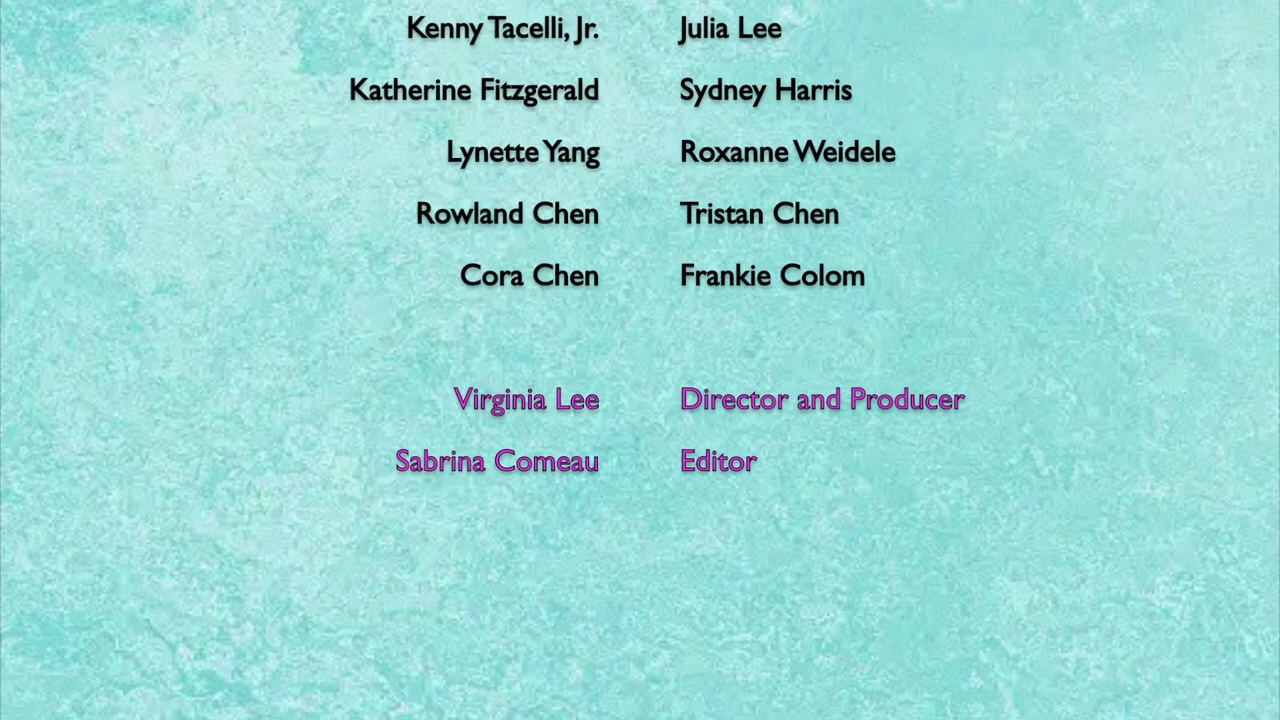 Kenny Tacelli, Jr. Julia Lee
Katherine Fitzgerald Sydney Harris
Lynette Yang Roxanne Weidele
Rowland Chen Tristan Chen
Cora Chen Frankie Colom
Virginia Lee Director and Producer
Sabrina Comeau Editor